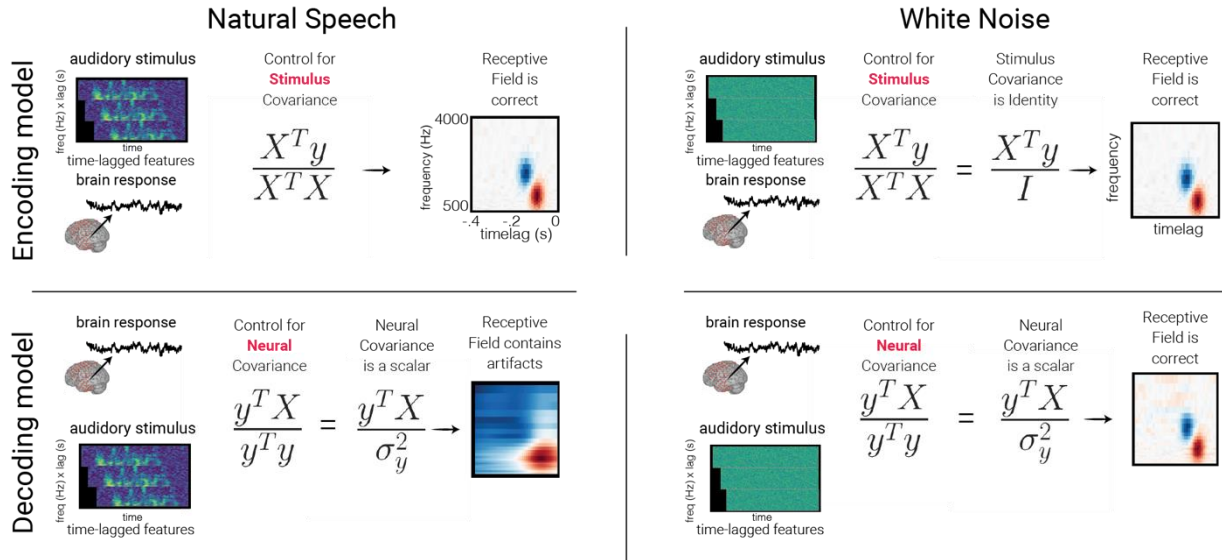 Natural Speech
White Noise
Encoding model
audidory stimulus
freq (Hz) x lag (s)
time
time-lagged features
brain response
Control for
Stimulus
Covariance
X^T y
X^T X
Receptive
Field is
correct
4000
frequency (Hz)
500
-.4 -.2 0
timelag (s)
audidory stimulus
freq (Hz) x lag (s)
time
time-lagged features
brain response
Control for
Stimulus
Covariance
X^T y
X^T X
=
Stimulus
Covariance
is Identity
X^T y
I
Receptive
Field is
correct
frequency
timelag
Decoding model
brain response
audidory stimulus
freq (Hz) x lag (s)
time
time-lagged features
Control for
Neural
Covariance
y^T X
y^T y
=
Neural
Covariance
is a scalar
y^T X
σ_y^2
Receptive
Field contains
artifacts
brain response
audidory stimulus
freq (Hz) x lag (s)
time
time-lagged features
Control for
Neural
Covariance
y^T X
y^T y
=
Neural
Covariance
is a scalar
y^T X
σ_y^2
Receptive
Field is
correct